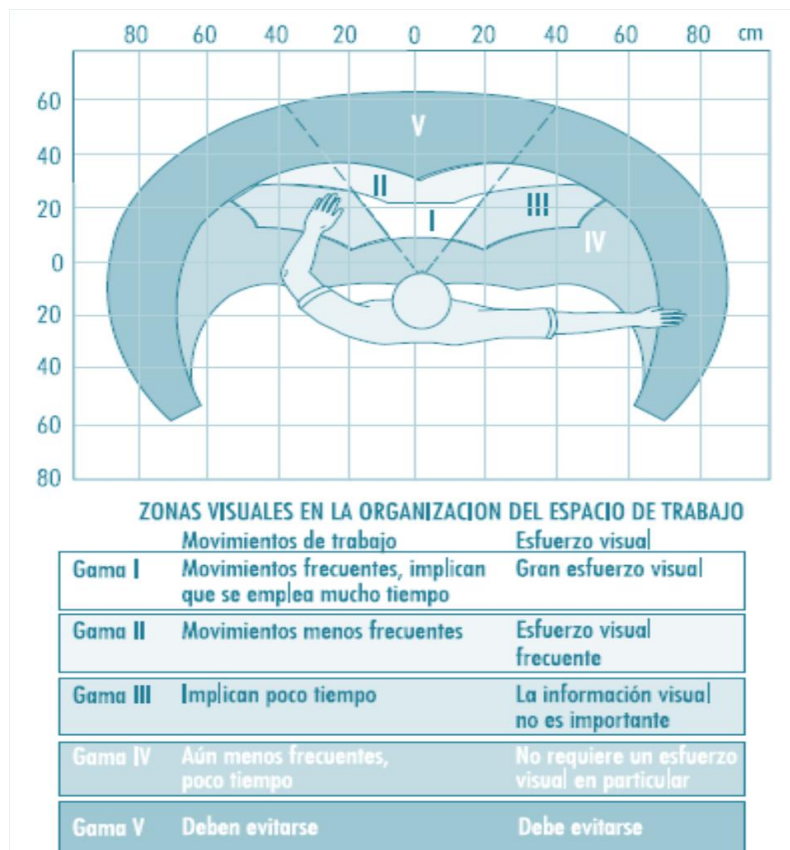 80 60 40 20 0 20 40 60 80 cm
60
40
20
0
20
40
60
80
V
II
I
III
IV
ZONAS VISUALES EN LA ORGANIZACION DEL ESPACIO DE TRABAJO
Movimientos de trabajo Esfuerzo visual
Gama I Movimientos frecuentes, implican Gran esfuerzo visual
que se emplea mucho tiempo
Gama II Movimientos menos frecuentes Esfuerzo visual
frecuente
Gama III Implican poco tiempo La información visual
no es importante
Gama IV Aún menos frecuentes, No requiere un esfuerzo
poco tiempo visual en particular
Gama V Deben evitarse Debe evitarse